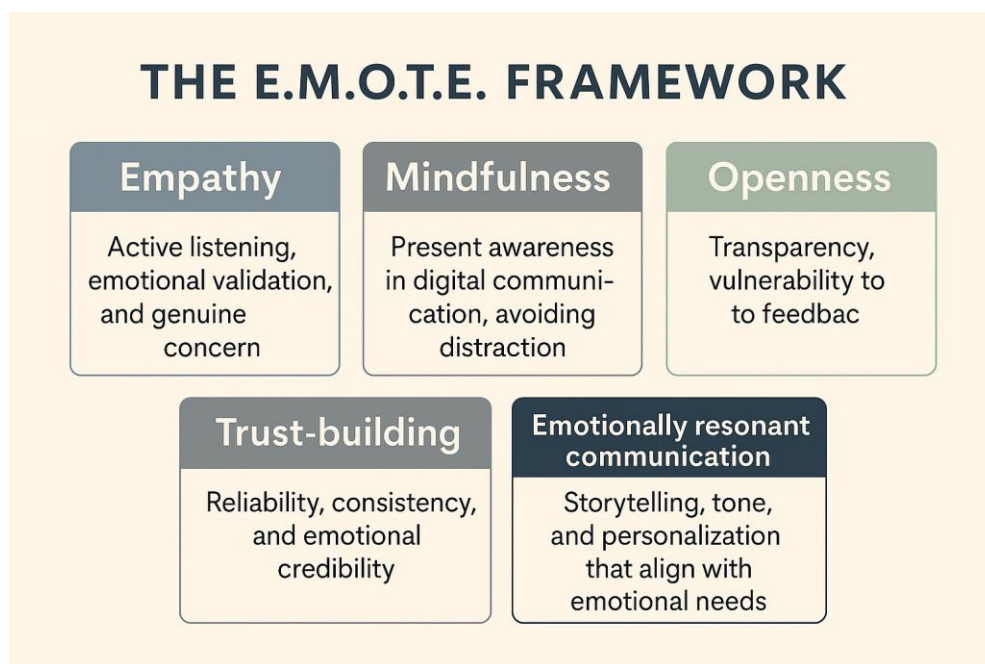 THE E.M.O.T.E. FRAMEWORK
Empathy
Active listening,
emotional validation,
and genuine
concern
Mindfulness
Present awareness
in digital communi-
cation, avoiding
distraction
Openness
Transparency,
vulnerability to
to feedbac
Trust-building
Reliability, consistency,
and emotional
credibility
Emotionally resonant
communication
Storytelling, tone,
and personalization
that align with
emotional needs